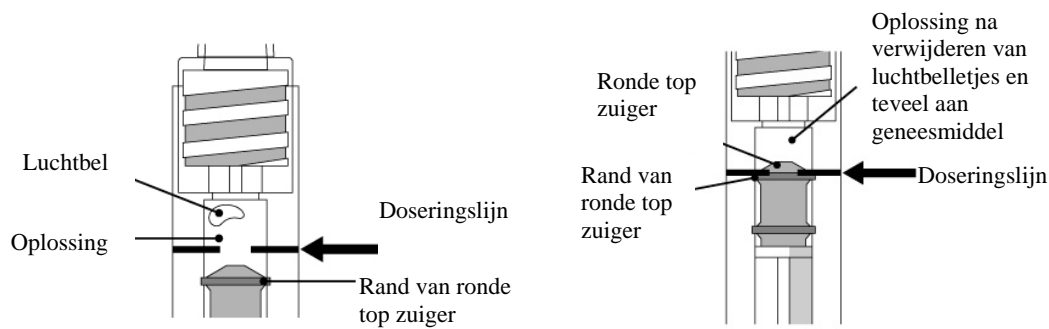 Luchtbel
Oplossing
Doseringslijn
Rand van ronde
top zuiger
Ronde top
zuiger
Oplossing na
verwijderen van
luchtbelletjes en
teveel aan
geneesmiddel
Rand van
ronde top
zuiger
Doseringslijn